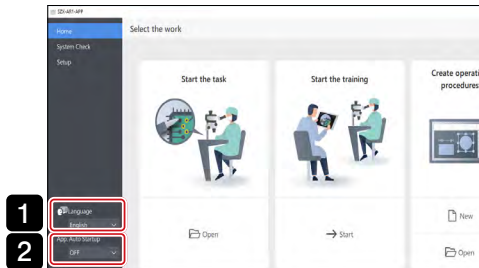 SZX-AR1-APP
Home
System Check
Setup
Select the work
Start the task
Start the training
Create operati
procedures
1
Language
English
2
App. Auto Startup
OFF
Open
Start
New
Open